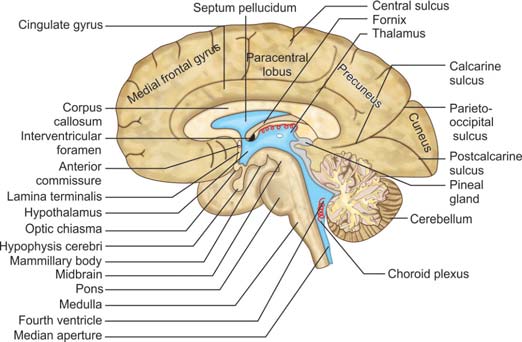 Septum pellucidum
Central sulcus
Fornix
Thalamus
Cingulate gyrus
Medial frontal gyrus
Paracentral
lobus
Precuneus
Cuneus
Calcarine
sulcus
Parieto-
occipital
sulcus
Postcalcarine
sulcus
Pineal
gland
Cerebellum
Choroid plexus
Corpus
callosum
Interventricular
foramen
Anterior
commissure
Lamina terminalis
Hypothalamus
Optic chiasma
Hypophysis cerebri
Mammillary body
Midbrain
Pons
Medulla
Fourth ventricle
Median aperture